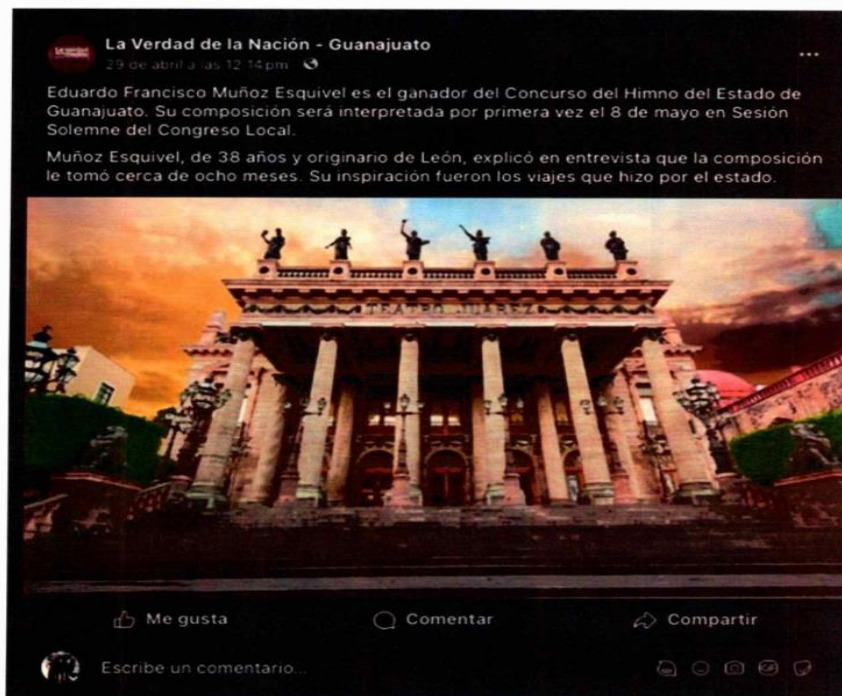 La Verdad de la Nación - Guanajuato
29 de abril a las 12:14 pm
Eduardo Francisco Muñoz Esquivel es el ganador del Concurso del Himno del Estado de
Guanajuato. Su composición será interpretada por primera vez el 8 de mayo en Sesión
Solemne del Congreso Local.
Muñoz Esquivel, de 38 años y originario de León, explicó en entrevista que la composición
le tomó cerca de ocho meses. Su inspiración fueron los viajes que hizo por el estado.
TEATRO JUAREZ
Me gusta
Comentar
Compartir
Escribe un comentario...
GIF